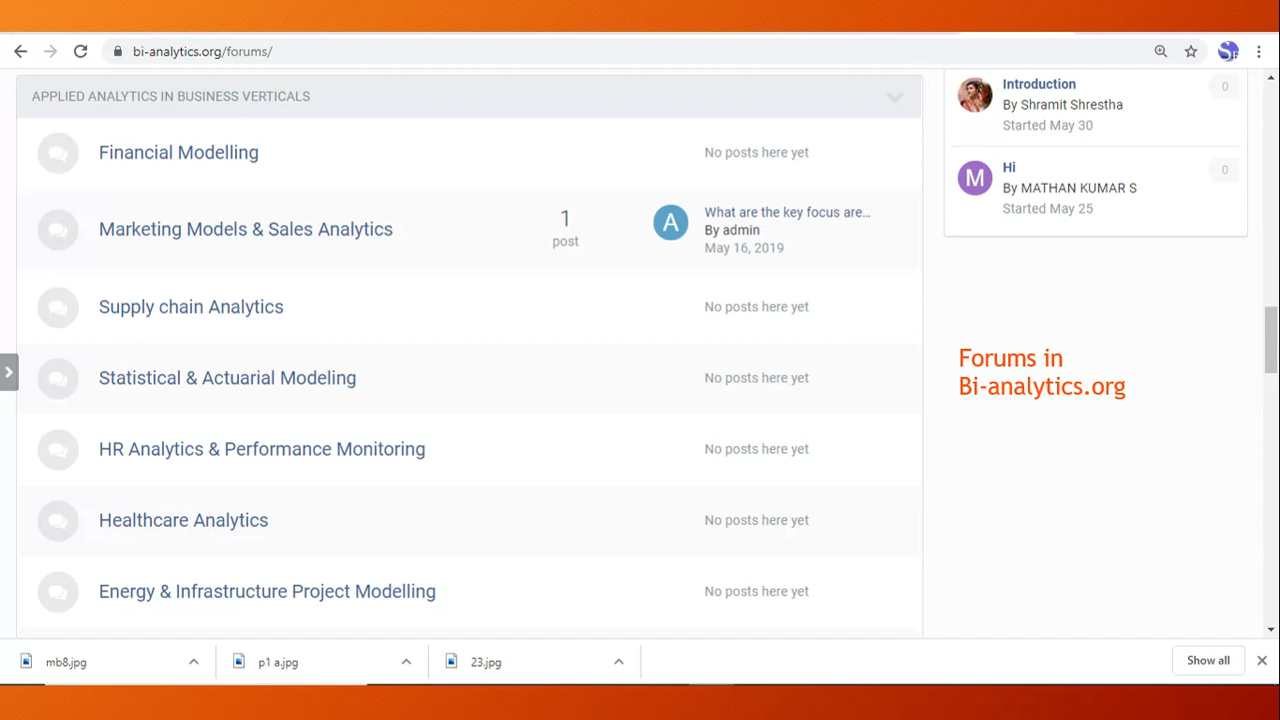 bi-analytics.org/forums/
APPLIED ANALYTICS IN BUSINESS VERTICALS
Financial Modelling
No posts here yet
Marketing Models & Sales Analytics
1
post
A
What are the key focus are...
By admin
May 16, 2019
Supply chain Analytics
No posts here yet
Statistical & Actuarial Modeling
No posts here yet
HR Analytics & Performance Monitoring
No posts here yet
Healthcare Analytics
No posts here yet
Energy & Infrastructure Project Modelling
No posts here yet
Introduction
0
By Shramit Shrestha
Started May 30
M
Hi
0
By MATHAN KUMAR S
Started May 25
Forums in
Bi-analytics.org
mb8.jpg
p1 a.jpg
23.jpg
Show all